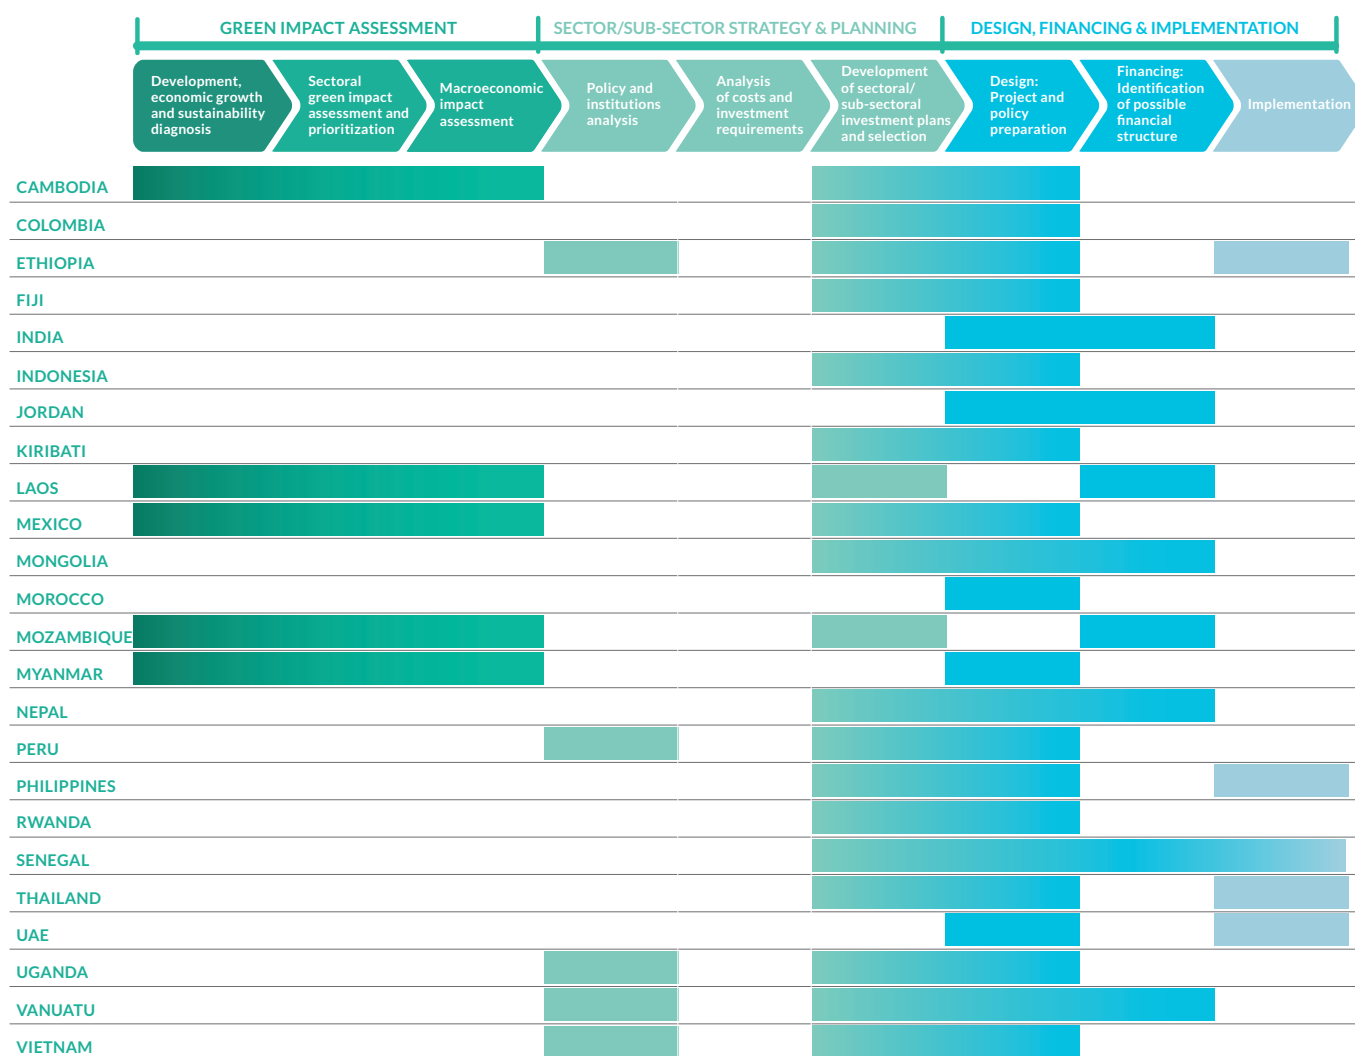 GREEN IMPACT ASSESSMENT
SECTOR/SUB-SECTOR STRATEGY & PLANNING
DESIGN, FINANCING & IMPLEMENTATION
Development,
economic growth
and sustainability
diagnosis
Sectoral
green impact
assessment and
prioritization
Macroeconomic
impact
assessment
Policy and
institutions
analysis
Analysis
of costs and
investment
requirements
Development
of sectoral/
sub-sectoral
investment plans
and selection
Design:
Project and
policy
preparation
Financing:
Identification
of possible
financial
structure
Implementation
CAMBODIA
COLOMBIA
ETHIOPIA
FIJI
INDIA
INDONESIA
JORDAN
KIRIBATI
LAOS
MEXICO
MONGOLIA
MOROCCO
MOZAMBIQUE
MYANMAR
NEPAL
PERU
PHILIPPINES
RWANDA
SENEGAL
THAILAND
UAE
UGANDA
VANUATU
VIETNAM